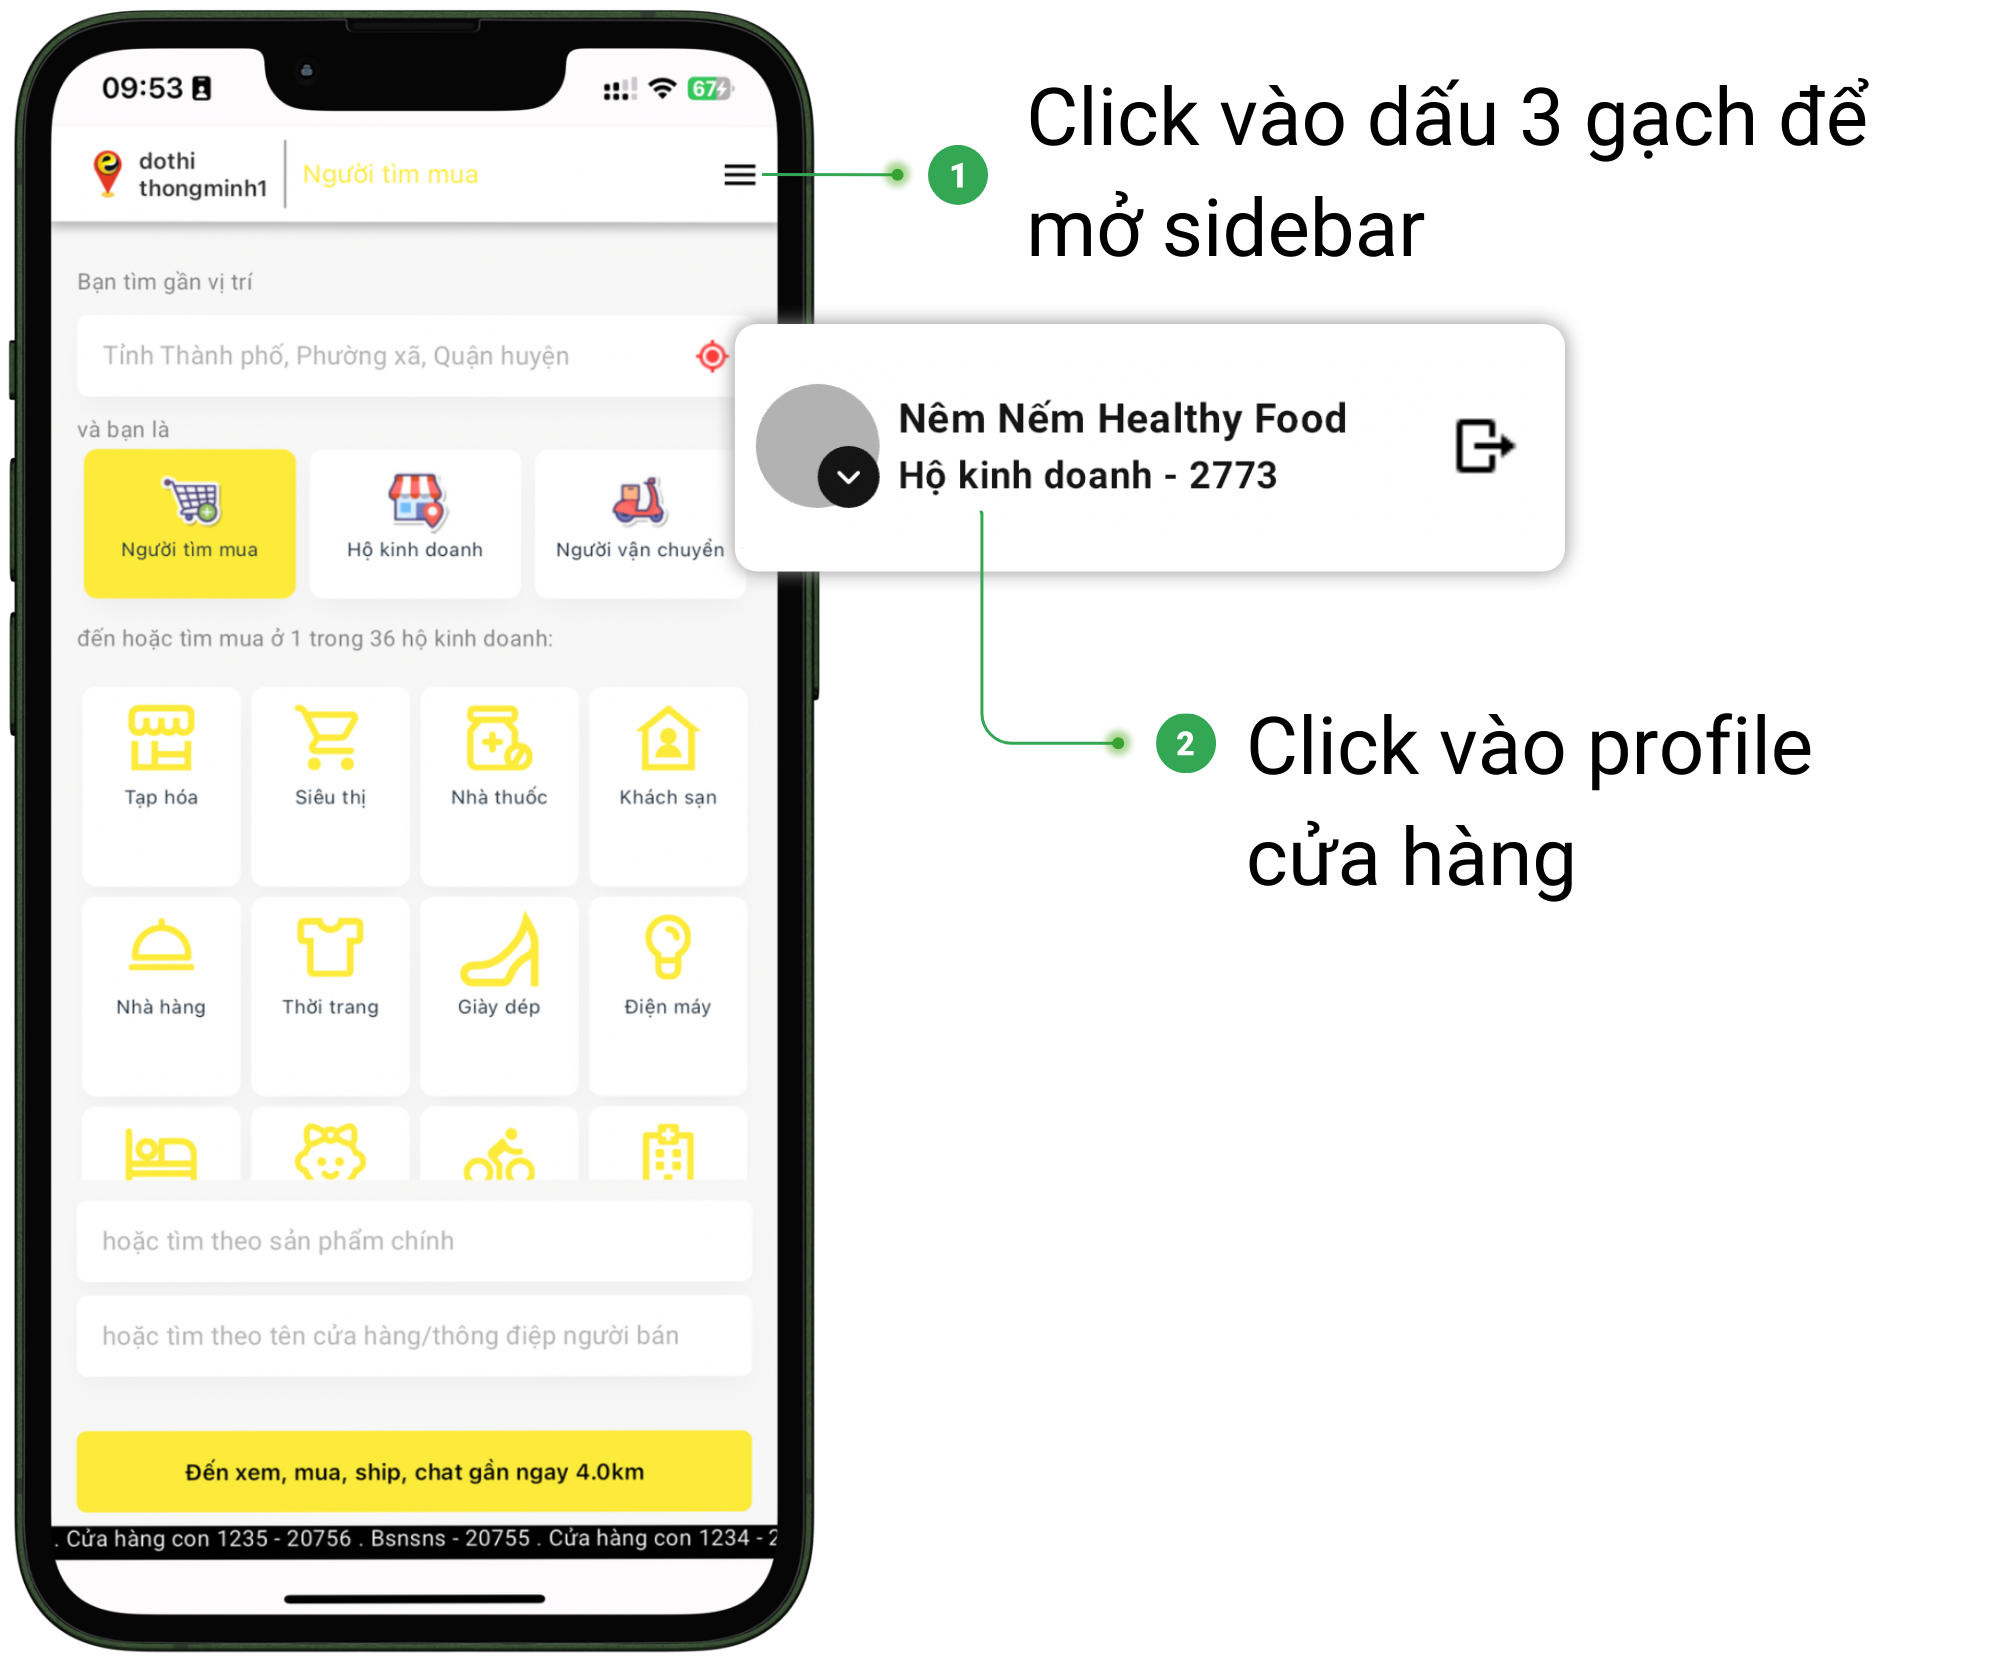 09:53
67
dothi
thongminh1
Người tìm mua
1
Click vào dấu 3 gạch để
mở sidebar
Bạn tìm gần vị trí
Tỉnh Thành phố, Phường xã, Quận huyện
và bạn là
Người tìm mua
Hộ kinh doanh
Người vận chuyển
Nêm Nếm Healthy Food
Hộ kinh doanh - 2773
2
Click vào profile
cửa hàng
đến hoặc tìm mua ở 1 trong 36 hộ kinh doanh:
Tạp hóa
Siêu thị
Nhà thuốc
Khách sạn
Nhà hàng
Thời trang
Giày dép
Điện máy
hoặc tìm theo sản phẩm chính
hoặc tìm theo tên cửa hàng/thông điệp người bán
Đến xem, mua, ship, chat gần ngay 4.0km
. Cửa hàng con 1235 - 20756 . Bsnsns - 20755 . Cửa hàng con 1234 - 2